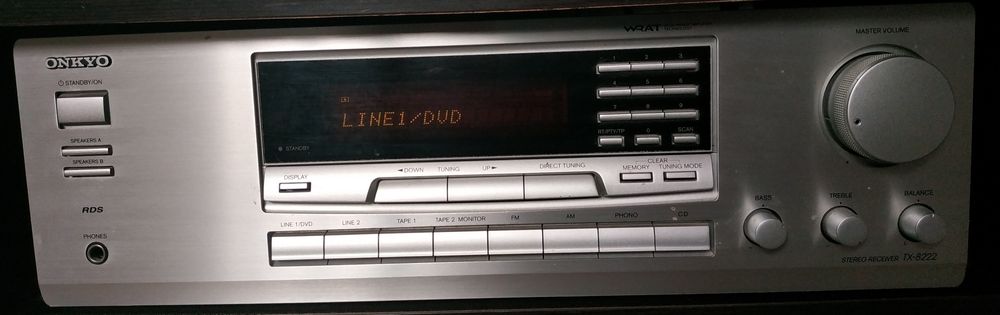 ONKYO
STANDBY/ON
SPEAKERS A
SPEAKERS B
RDS
PHONES
A
LINE1/DVD
STANDBY
WRAT
TECHNOLOGY
1 2 3
4 5 6
7 8 9
RT/PTY/TP 0 SCAN
DISPLAY
DOWN TUNING UP
DIRECT TUNING
CLEAR
MEMORY TUNING MODE
LINE 1/DVD LINE 2 TAPE 1 TAPE 2 MONITOR FM AM PHONO CD
MASTER VOLUME
BASS TREBLE BALANCE
STEREO RECEIVER TX-8222